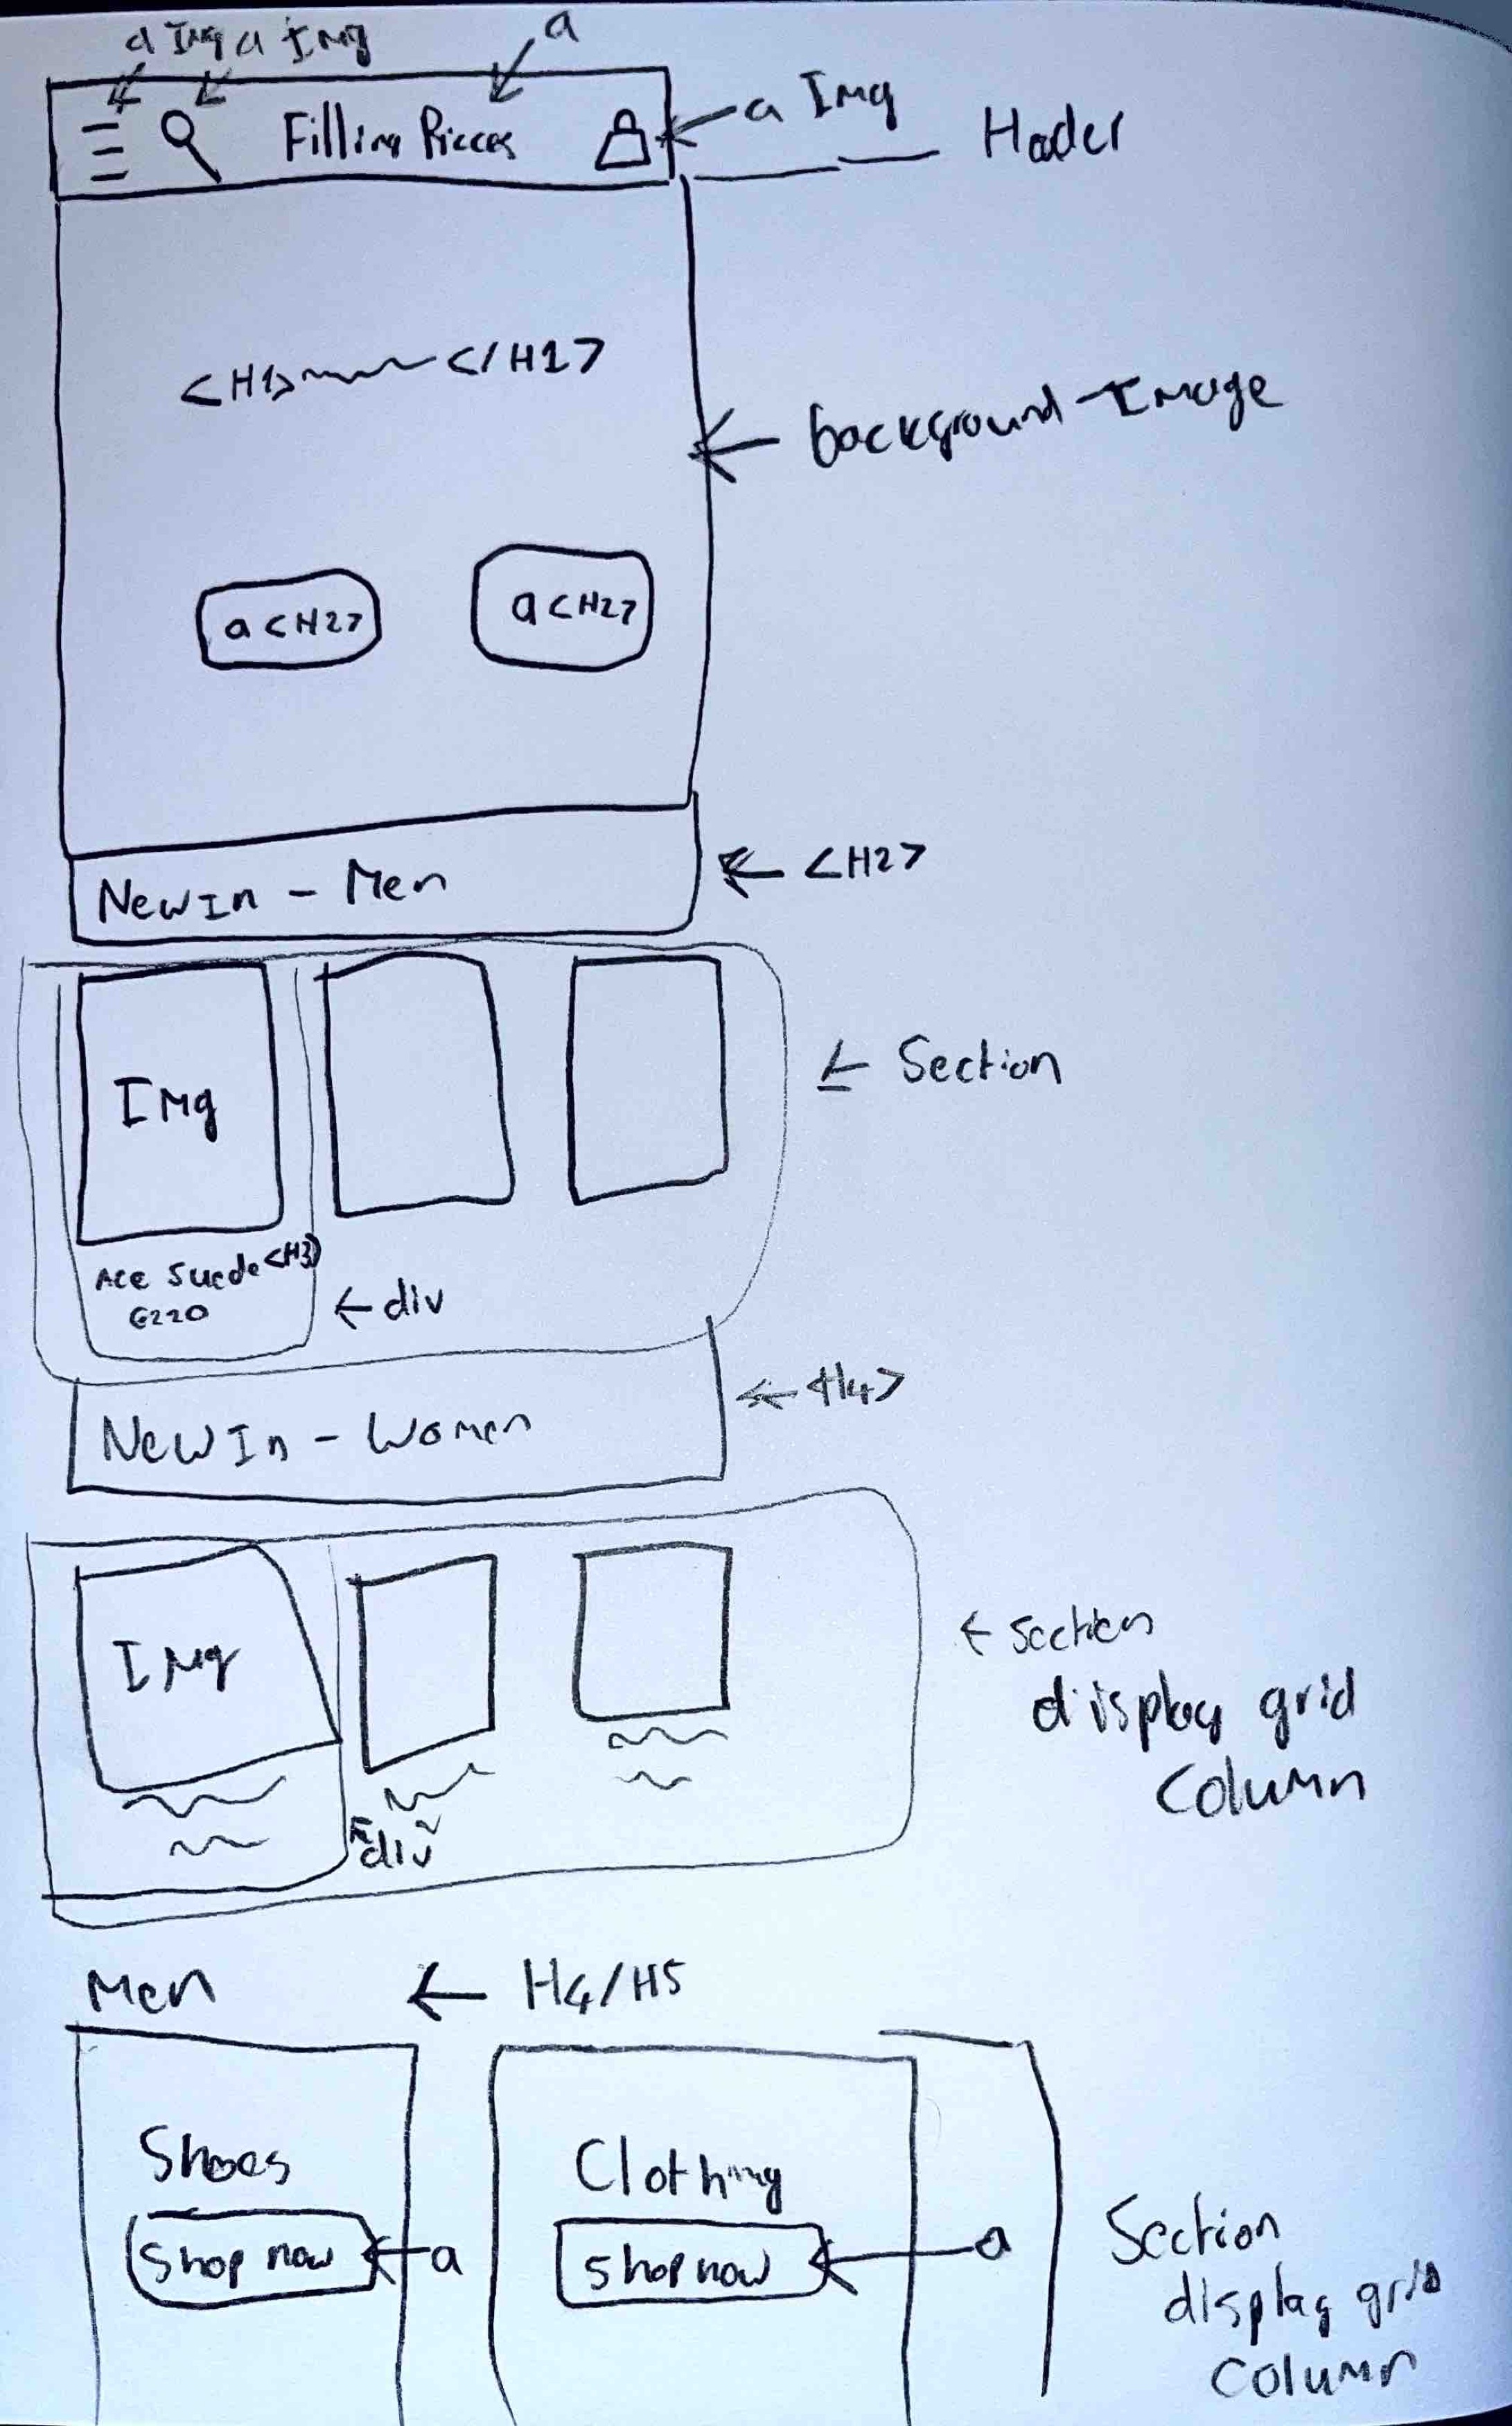 a Img a Img a
Filling Pieces
a Img
Header
<H1> </H1>
background-Image
a <H2>
a <H2>
New In - Men
<H2>
Img
Section
Ace Suede <H3>
€220
div
New In - Women
<H4>
Img
Section
display grid
column
div
Men
H4/H5
Shoes
Clothing
Shop now
a
Shop now
a
Section
display grid
column